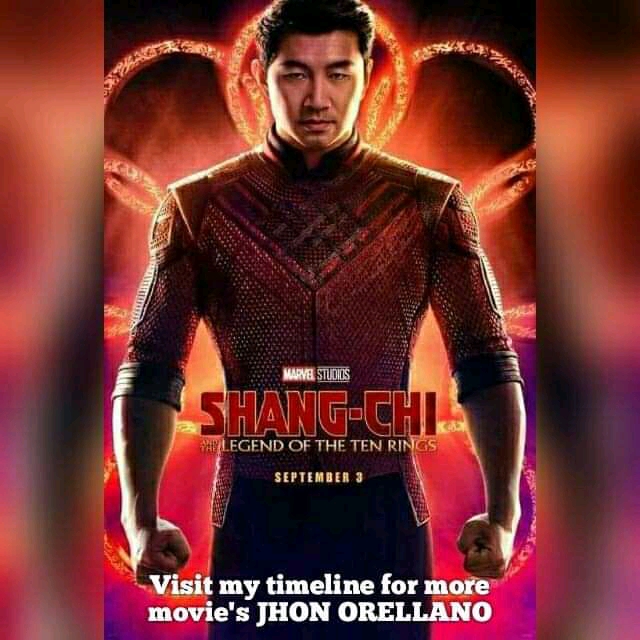 MARVEL STUDIOS
SHANG-CHI
AND THE LEGEND OF THE TEN RINGS
SEPTEMBER 3
Visit my timeline for more
movie's JHON ORELLANO